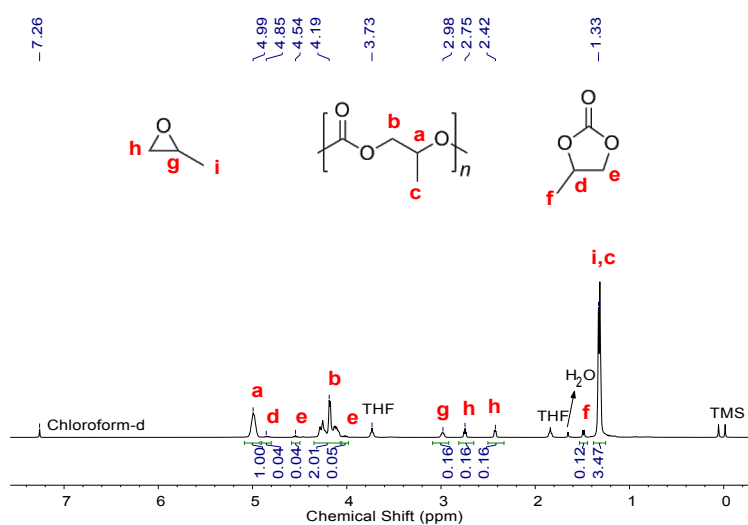 7.26
4.99
4.85
4.54
4.19
3.73
2.98
2.75
2.42
1.33
O
h
g
i
O
O
O
n
b
a
c
O
O
O
d
e
f
i,c
a
d
e
b
e
THF
g
h
h
THF
H2O
f
TMS
Chloroform-d
1.00
0.04
0.04
2.01
0.05
0.16
0.16
0.16
0.12
3.47
7 6 5 4 3 2 1 0
Chemical Shift (ppm)